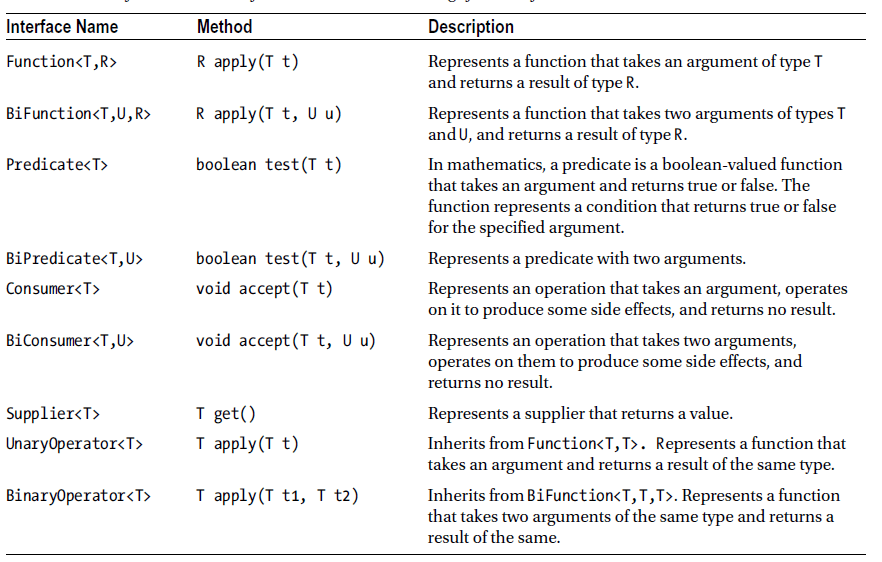 Interface Name Method Description
Function<T,R> R apply(T t) Represents a function that takes an argument of type T
and returns a result of type R.
BiFunction<T,U,R> R apply(T t, U u) Represents a function that takes two arguments of types T
and U, and returns a result of type R.
Predicate<T> boolean test(T t) In mathematics, a predicate is a boolean-valued function
that takes an argument and returns true or false. The
function represents a condition that returns true or false
for the specified argument.
BiPredicate<T,U> boolean test(T t, U u) Represents a predicate with two arguments.
Consumer<T> void accept(T t) Represents an operation that takes an argument, operates
on it to produce some side effects, and returns no result.
BiConsumer<T,U> void accept(T t, U u) Represents an operation that takes two arguments,
operates on them to produce some side effects, and
returns no result.
Supplier<T> T get() Represents a supplier that returns a value.
UnaryOperator<T> T apply(T t) Inherits from Function<T,T>. Represents a function that
takes an argument and returns a result of the same type.
BinaryOperator<T> T apply(T t1, T t2) Inherits from BiFunction<T,T,T>. Represents a function
that takes two arguments of the same type and returns a
result of the same.